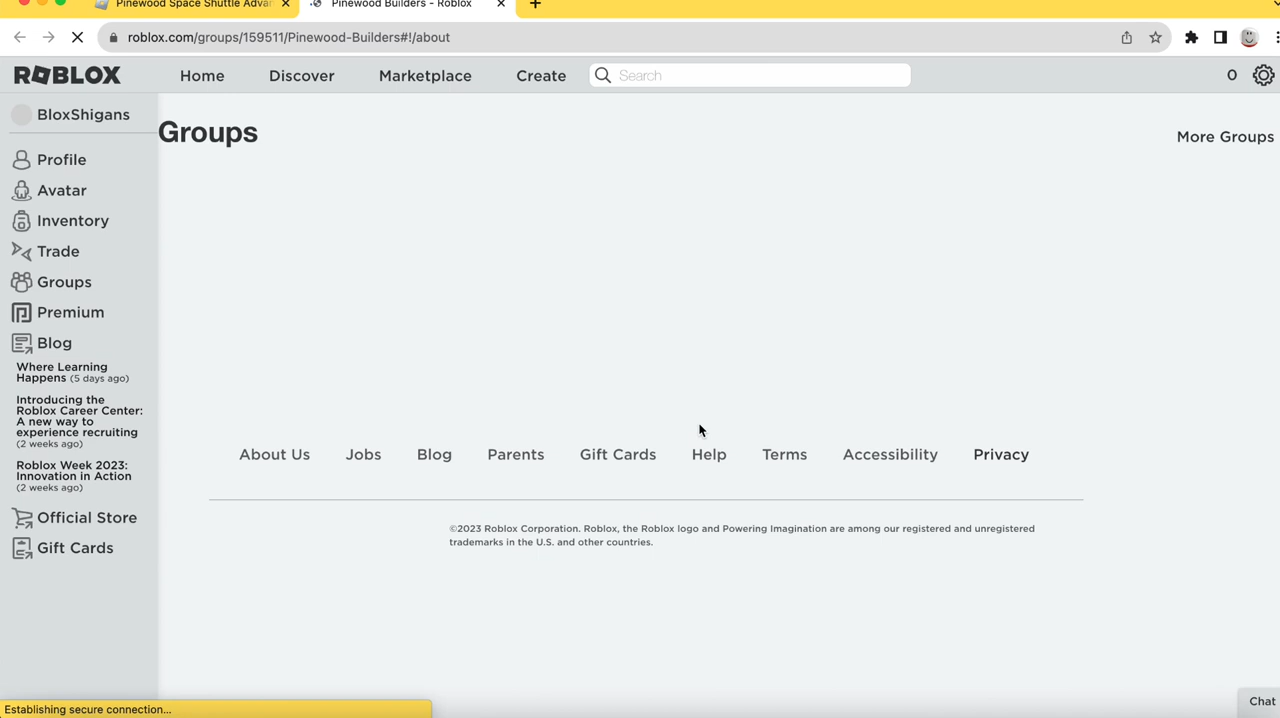 Pinewood Space Shuttle Advan
Pinewood Builders - Roblox
roblox.com/groups/159511/Pinewood-Builders#!/about
ROBLOX
Home
Discover
Marketplace
Create
Search
0
BloxShigans
Groups
More Groups
Profile
Avatar
Inventory
Trade
Groups
Premium
Blog
Where Learning
Happens (5 days ago)
Introducing the
Roblox Career Center:
A new way to
experience recruiting
(2 weeks ago)
Roblox Week 2023:
Innovation in Action
(2 weeks ago)
Official Store
Gift Cards
About Us
Jobs
Blog
Parents
Gift Cards
Help
Terms
Accessibility
Privacy
©2023 Roblox Corporation. Roblox, the Roblox logo and Powering Imagination are among our registered and unregistered
trademarks in the U.S. and other countries.
Chat
Establishing secure connection...